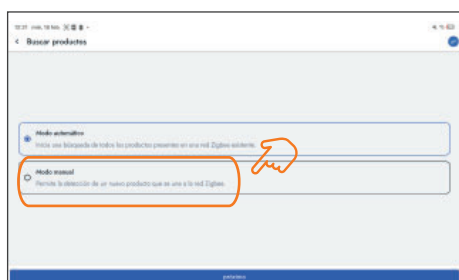 Buscar productos
Modo automático
Inicia una búsqueda de todos los productos presentes en una red Zigbee existente.
Modo manual
Permite la detección de un nuevo producto que se une a la red Zigbee.